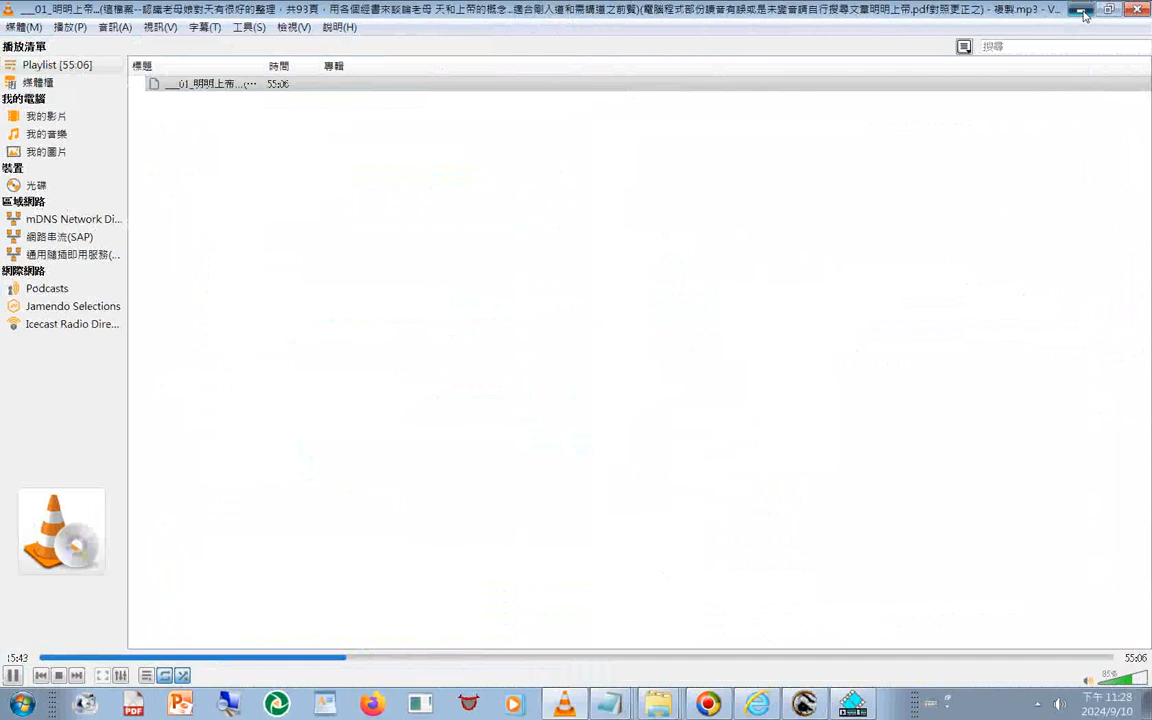 ___01_明明上帝...(這檔案--認識老母娘對天有很好的整理，共93頁，用各個經書來談論老母 天和上帝的概念..適合剛入道和需講道之前賢)(電腦程式部份讀音有誤或是未變音請自行搜尋文章明明上帝.pdf對照更正之) - 複製.mp3 - V...
媒體(M) 播放(P) 音訊(A) 視訊(V) 字幕(T) 工具(S) 檢視(V) 說明(H)
播放清單
搜尋
Playlist [55:06]
標題 時間 專輯
媒體櫃
___01_明明上帝...(⋯ 55:06
我的電腦
我的影片
我的音樂
我的圖片
裝置
光碟
區域網路
mDNS Network Di...
網路串流(SAP)
通用隨插即用服務(...
網際網路
Podcasts
Jamendo Selections
Icecast Radio Dire...
15:43 55:06
85%
PDF
下午 11:28
2024/9/10